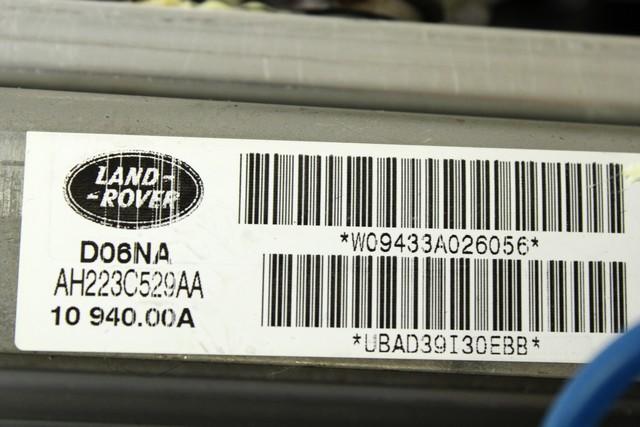 LAND-
-ROVER
D06NA
AH223C529AA
10 940.00A
*W09433A026056*
*UBAD39I30EBB*